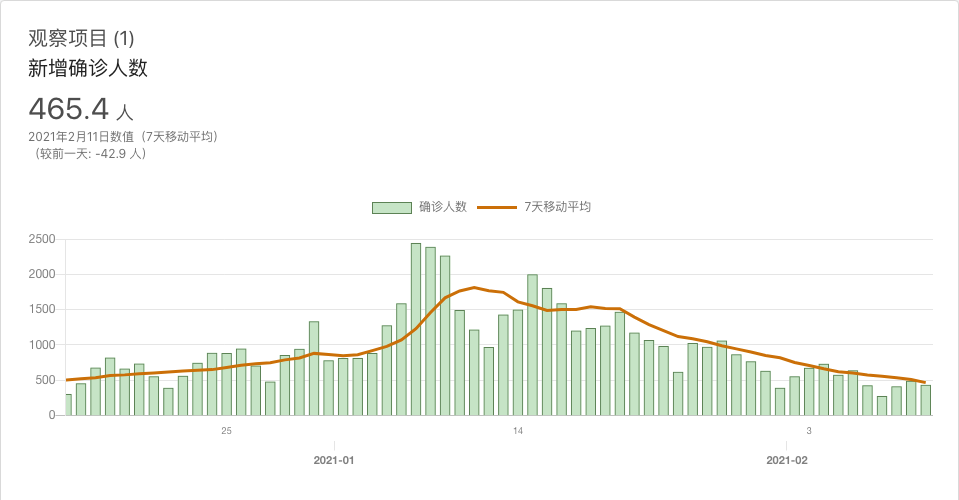 观察项目 (1)
新增确诊人数
465.4 人
2021年2月11日数值（7天移动平均）
（较前一天: -42.9 人）
确诊人数 7天移动平均
2500
2000
1500
1000
500
0
25 14 3
2021-01 2021-02